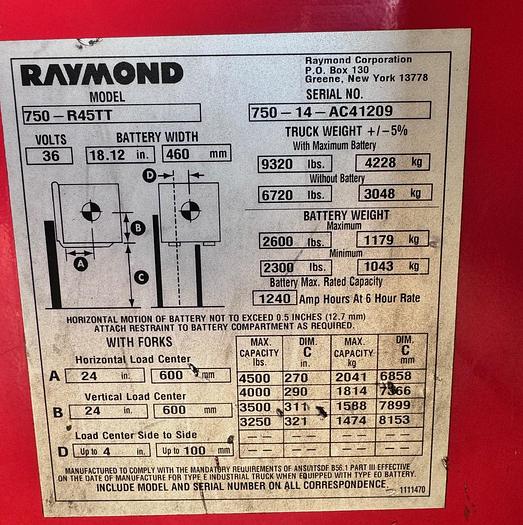 RAYMOND
Raymond Corporation
P.O. Box 130
Greene, New York 13778
MODEL
750-R45TT
SERIAL NO.
750-14-AC41209
VOLTS
36
BATTERY WIDTH
18.12 in. 460 mm
TRUCK WEIGHT +/-5%
With Maximum Battery
9320 lbs. 4228 kg
Without Battery
6720 lbs. 3048 kg
BATTERY WEIGHT
Maximum
2600 lbs. 1179 kg
Minimum
2300 lbs. 1043 kg
Battery Max. Rated Capacity
1240 Amp Hours At 6 Hour Rate
D
B
A
C
HORIZONTAL MOTION OF BATTERY NOT TO EXCEED 0.5 INCHES (12.7 mm)
ATTACH RESTRAINT TO BATTERY COMPARTMENT AS REQUIRED.
WITH FORKS
Horizontal Load Center
A 24 in. 600 mm
Vertical Load Center
B 24 in. 600 mm
Load Center Side to Side
D Up to 4 in. Up to 100 mm
MAX. CAPACITY lbs. DIM. C in. MAX. CAPACITY kg DIM. C mm
4500 270 2041 6858
4000 290 1814 7366
3500 311 1588 7899
3250 321 1474 8153
-- -- -- --
-- -- -- --
MANUFACTURED TO COMPLY WITH THE MANDATORY REQUIREMENTS OF ANSI/ITSDF B56.1 PART III EFFECTIVE
ON THE DATE OF MANUFACTURE FOR TYPE E INDUSTRIAL TRUCK WHEN EQUIPPED WITH TYPE EO BATTERY.
INCLUDE MODEL AND SERIAL NUMBER ON ALL CORRESPONDENCE.
1111470